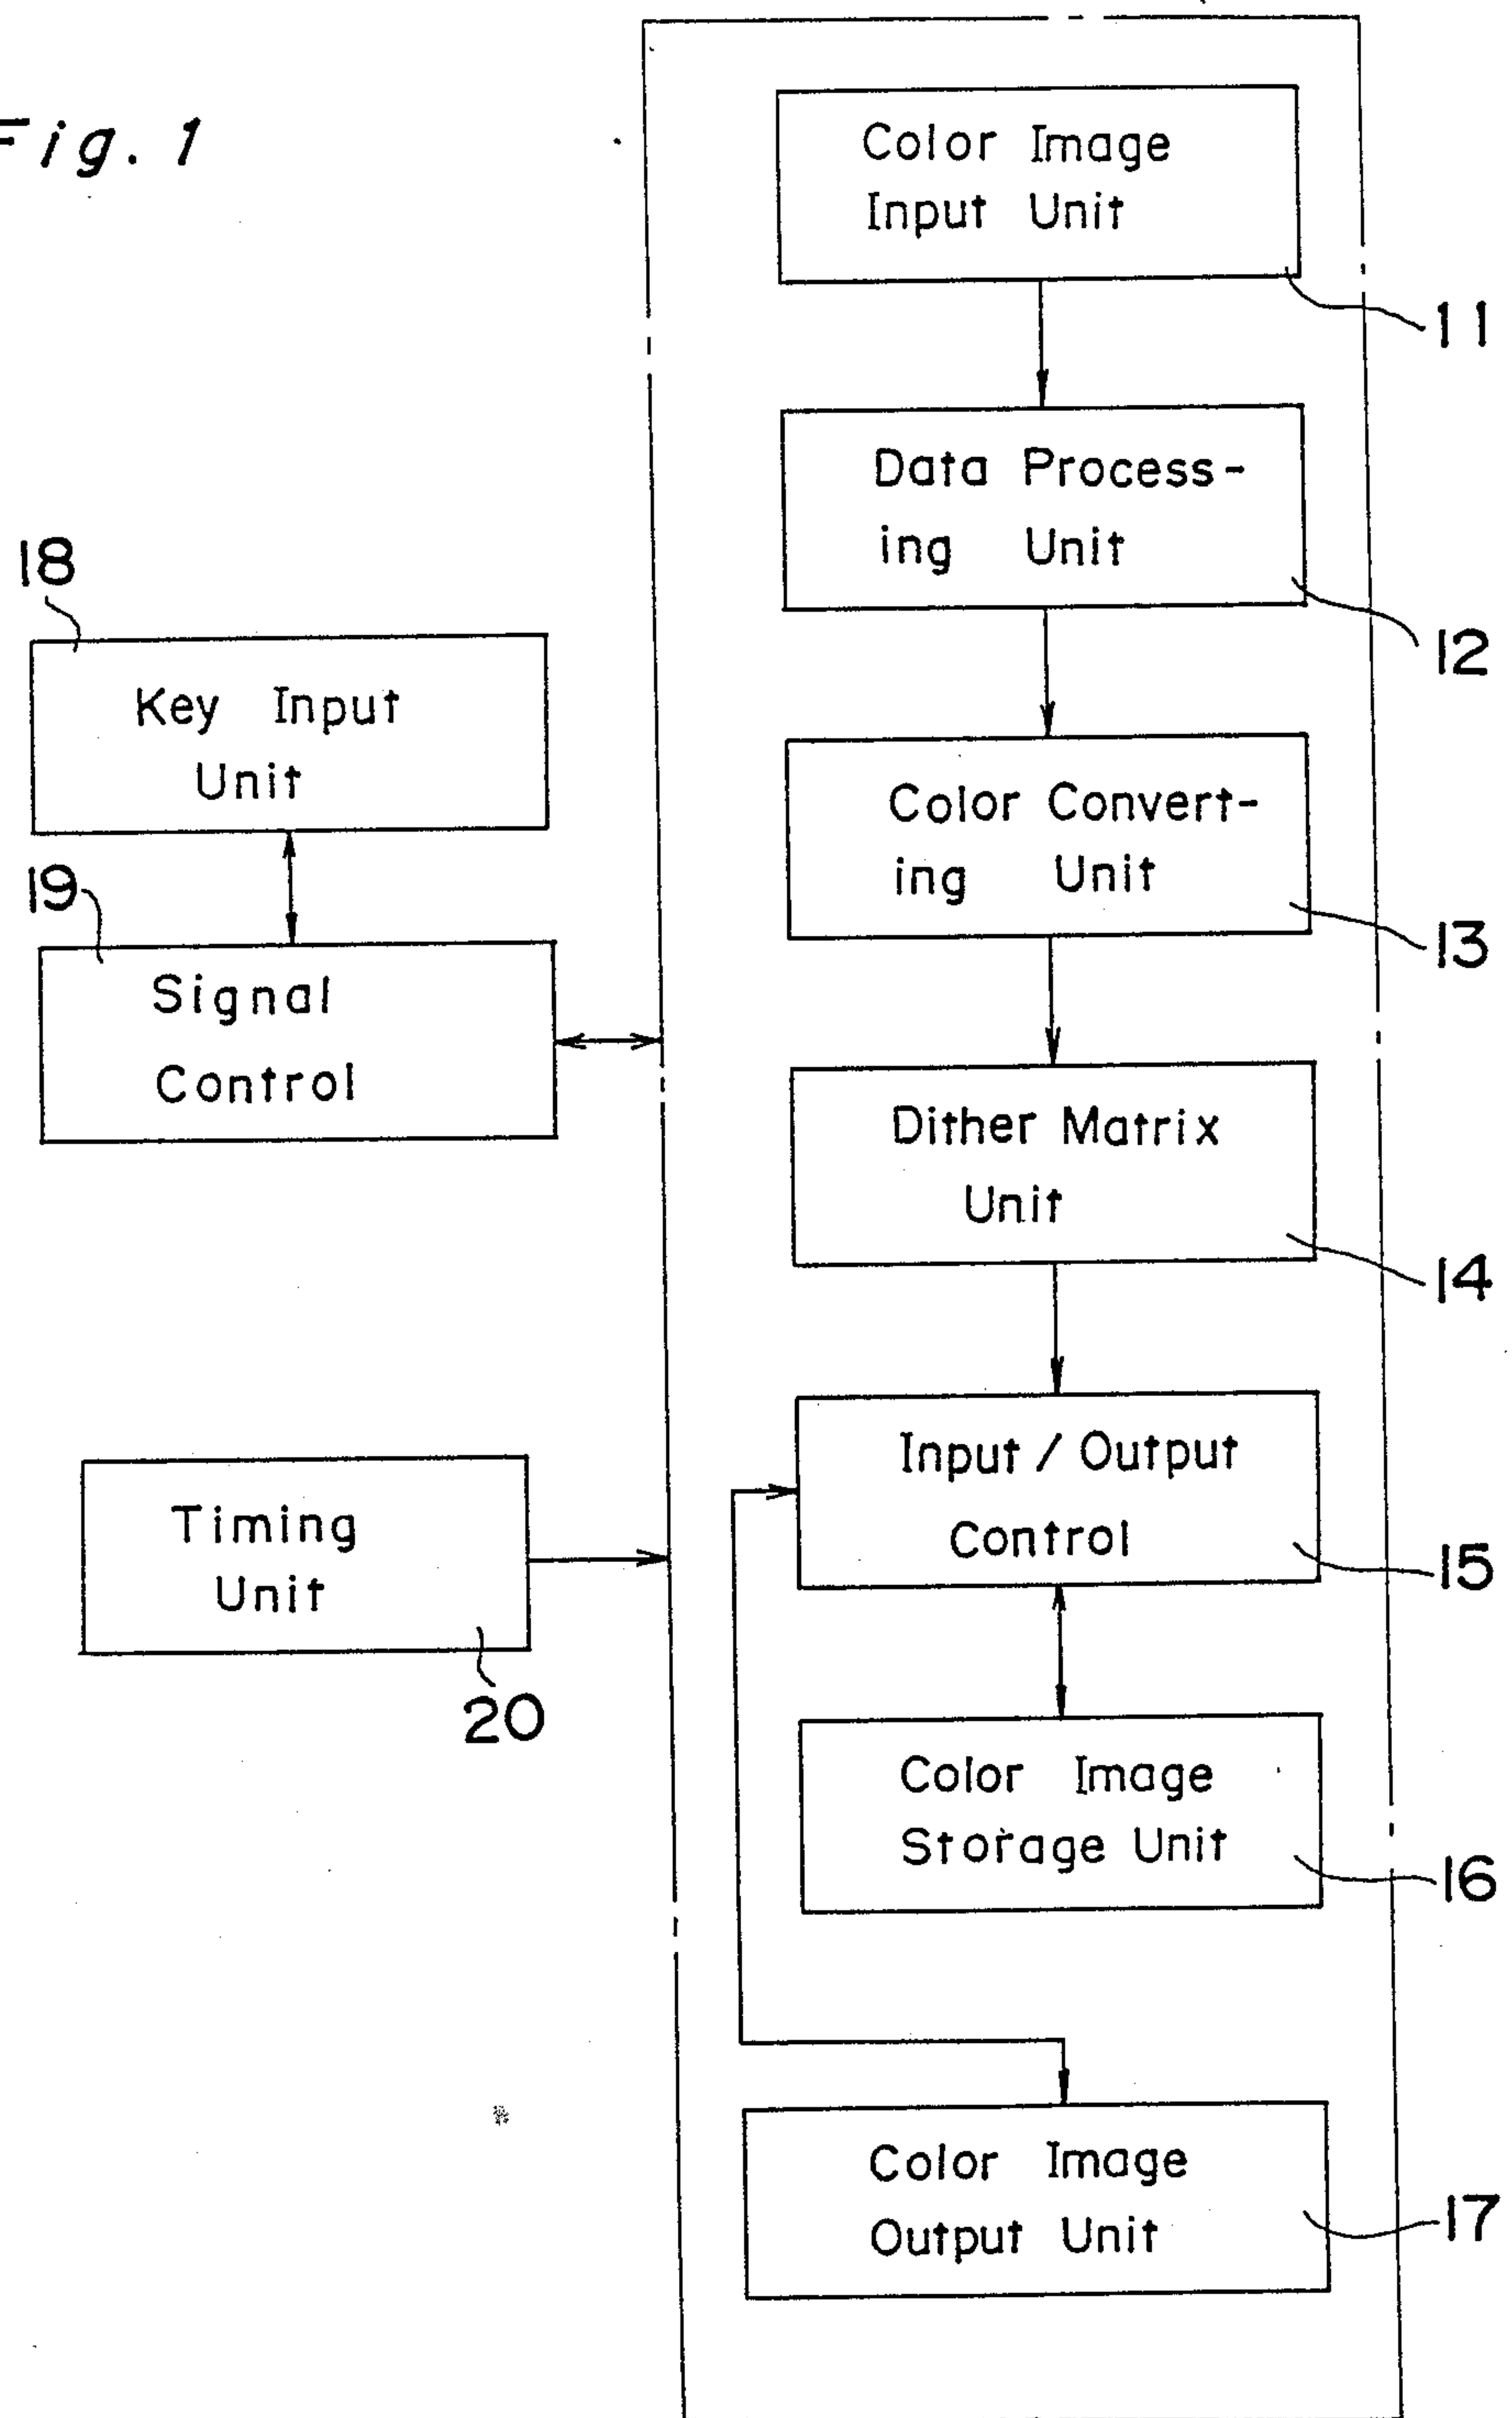 Fig. 1
Color Image
Input Unit
11
Data Process-
ing Unit
12
18
Key Input
Unit
Color Convert-
ing Unit
13
19
Signal
Control
Dither Matrix
Unit
14
Input / Output
Control
15
Timing
Unit
20
Color Image
Storage Unit
16
Color Image
Output Unit
17